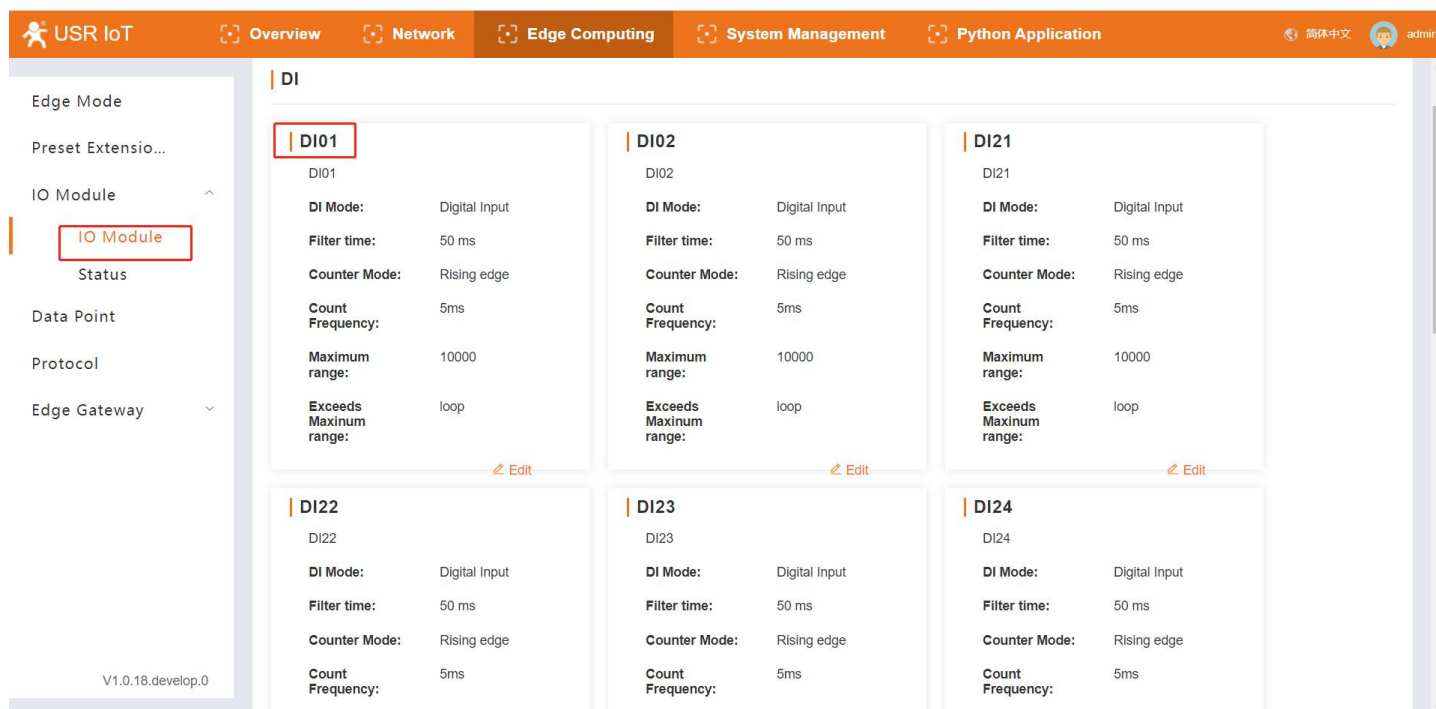 USR IoT
Overview
Network
Edge Computing
System Management
Python Application
简体中文
admin
Edge Mode
Preset Extensio...
IO Module
IO Module
Status
Data Point
Protocol
Edge Gateway
V1.0.18.develop.0
DI
DI01
DI01
DI Mode: Digital Input
Filter time: 50 ms
Counter Mode: Rising edge
Count 5ms
Frequency:
Maximum 10000
range:
Exceeds loop
Maxinum
range:
Edit
DI02
DI02
DI Mode: Digital Input
Filter time: 50 ms
Counter Mode: Rising edge
Count 5ms
Frequency:
Maximum 10000
range:
Exceeds loop
Maxinum
range:
Edit
DI21
DI21
DI Mode: Digital Input
Filter time: 50 ms
Counter Mode: Rising edge
Count 5ms
Frequency:
Maximum 10000
range:
Exceeds loop
Maxinum
range:
Edit
DI22
DI22
DI Mode: Digital Input
Filter time: 50 ms
Counter Mode: Rising edge
Count 5ms
Frequency:
DI23
DI23
DI Mode: Digital Input
Filter time: 50 ms
Counter Mode: Rising edge
Count 5ms
Frequency:
DI24
DI24
DI Mode: Digital Input
Filter time: 50 ms
Counter Mode: Rising edge
Count 5ms
Frequency: